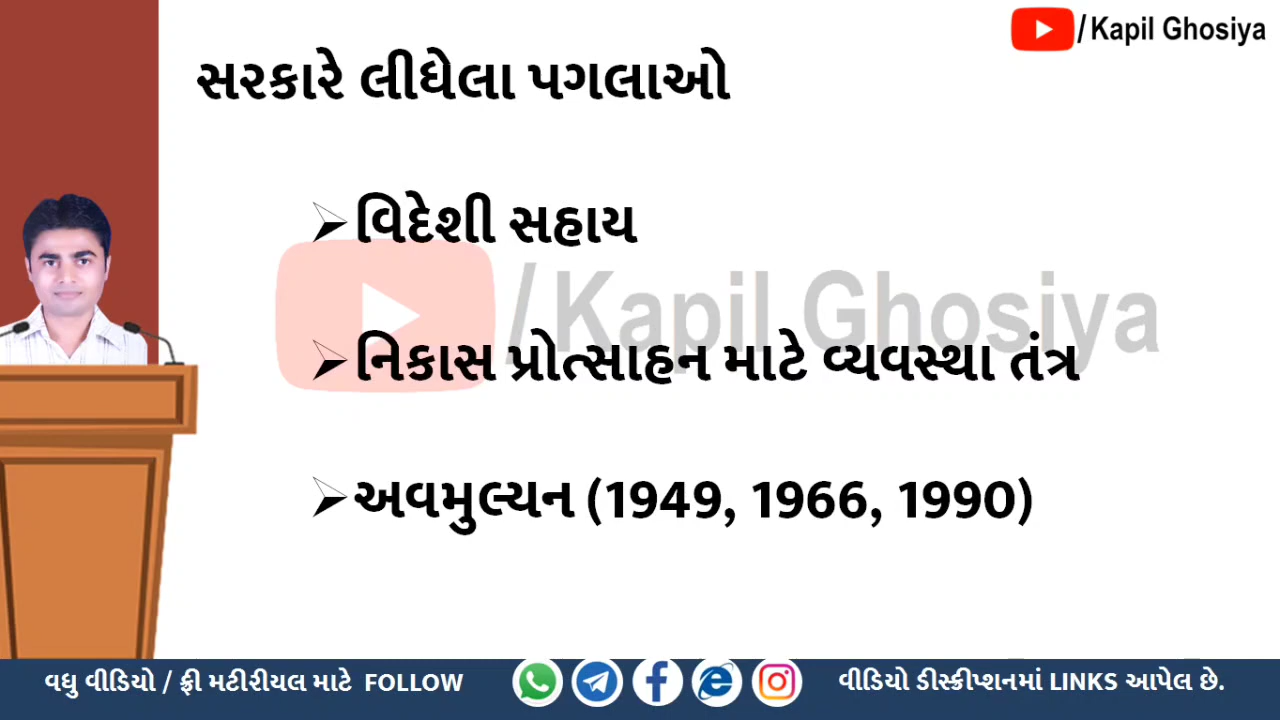 /Kapil Ghosiya
સરકારે લીધેલા પગલાઓ
➢વિદેશી સહાય
/Kapil Ghosiya
➢નિકાસ પ્રોત્સાહન માટે વ્યવસ્થા તંત્ર
➢અવમુલ્યન (1949, 1966, 1990)
વધુ વીડિયો / ફ્રી મટીરીયલ માટે FOLLOW
વીડિયો ડીસ્ક્રીપ્શનમાં LINKS આપેલ છે.